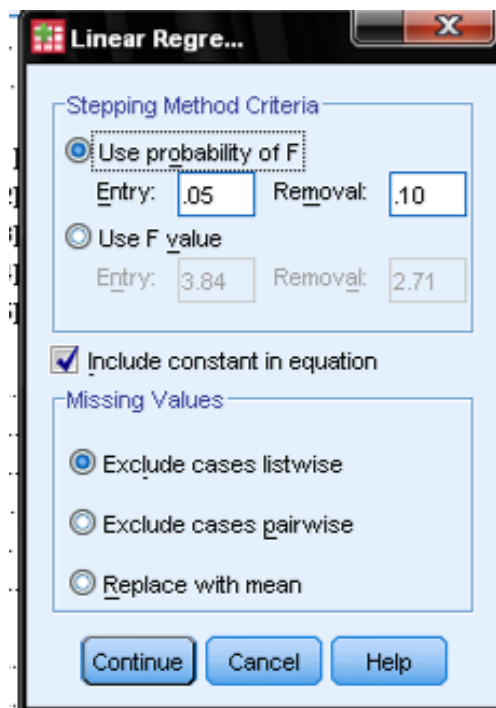 Linear Regre...
Stepping Method Criteria
Use probability of F
Entry: .05 Removal: .10
Use F value
Entry: 3.84 Removal: 2.71
Include constant in equation
Missing Values
Exclude cases listwise
Exclude cases pairwise
Replace with mean
Continue Cancel Help